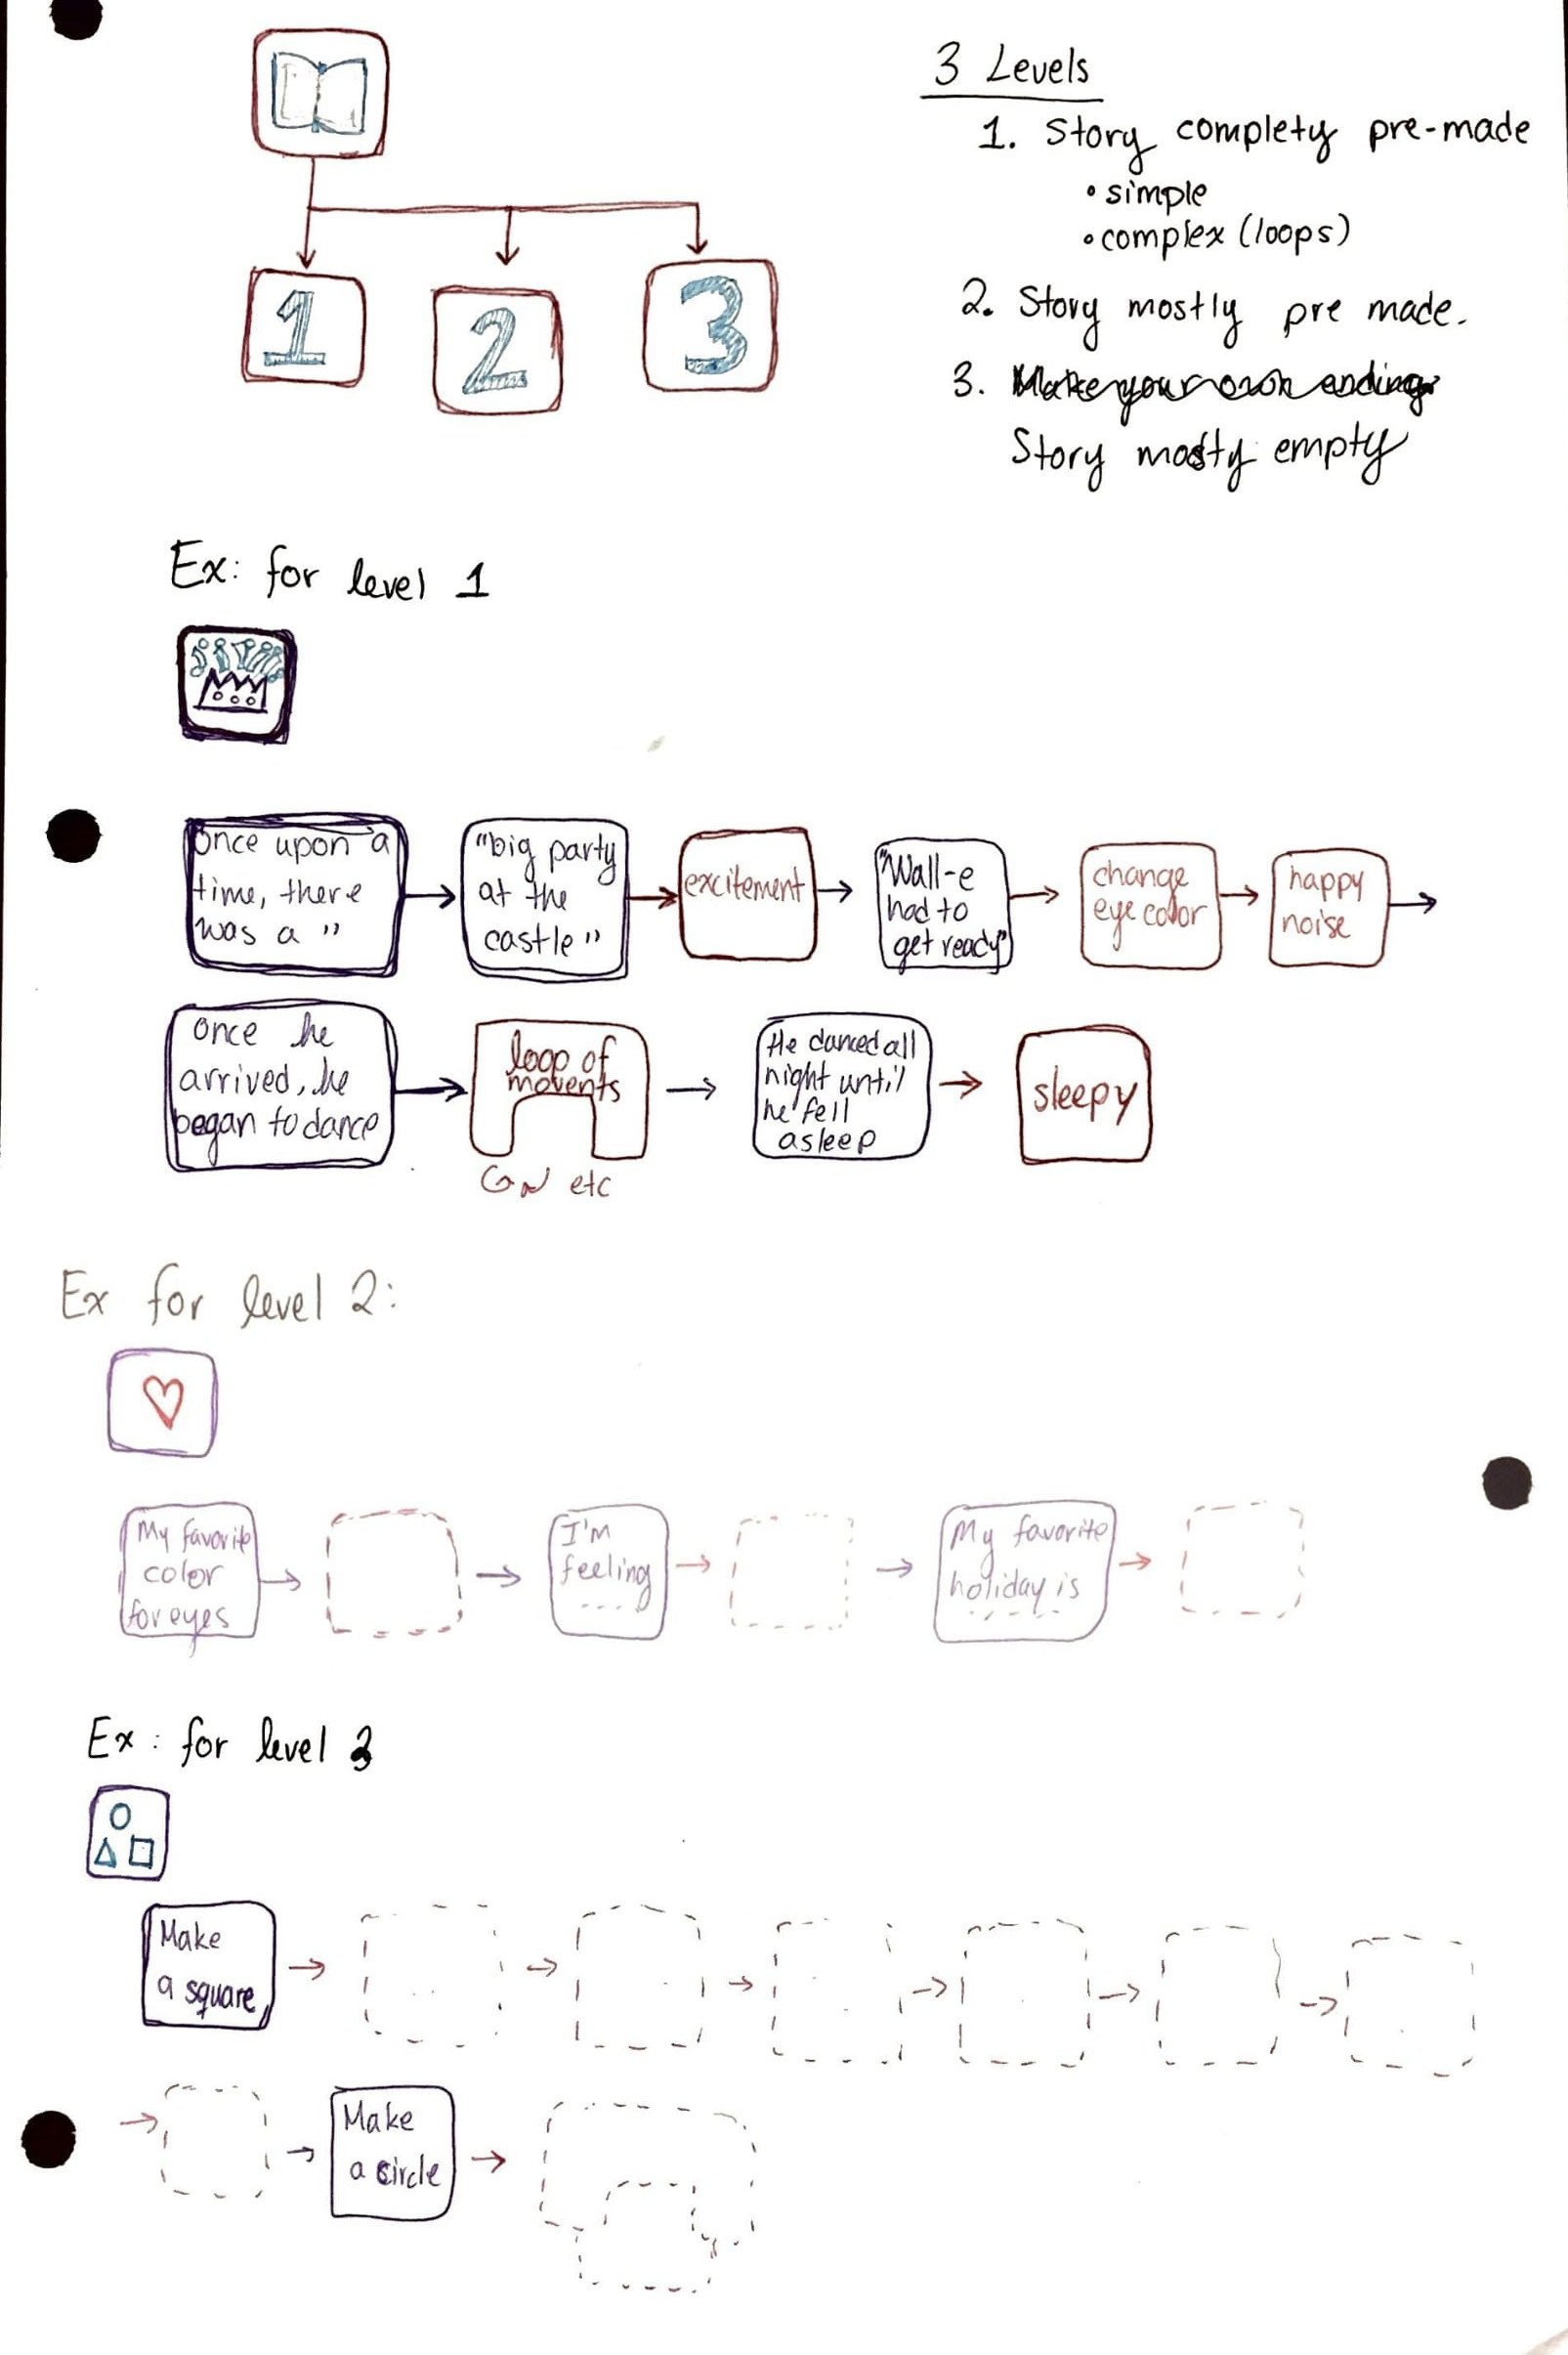 3 Levels
1. Story complety pre-made
• simple
• complex (loops)
2. Story mostly pre made.
3. Make your own ending
Story mostly empty
1
2
3
Ex: for level 1
Once upon a
time, there
was a "
"big party
at the
castle"
excitement
"Wall-e
had to
get ready"
change
eye color
happy
noise
once he
arrived, he
began to dance
loop of
movents
etc
He danced all
night until
he fell
asleep
sleepy
Ex for level 2:
My favorite
color
for eyes
I'm
feeling
----
My favorite
holiday is
-----
Ex: for level 3
Make
a square
Make
a circle